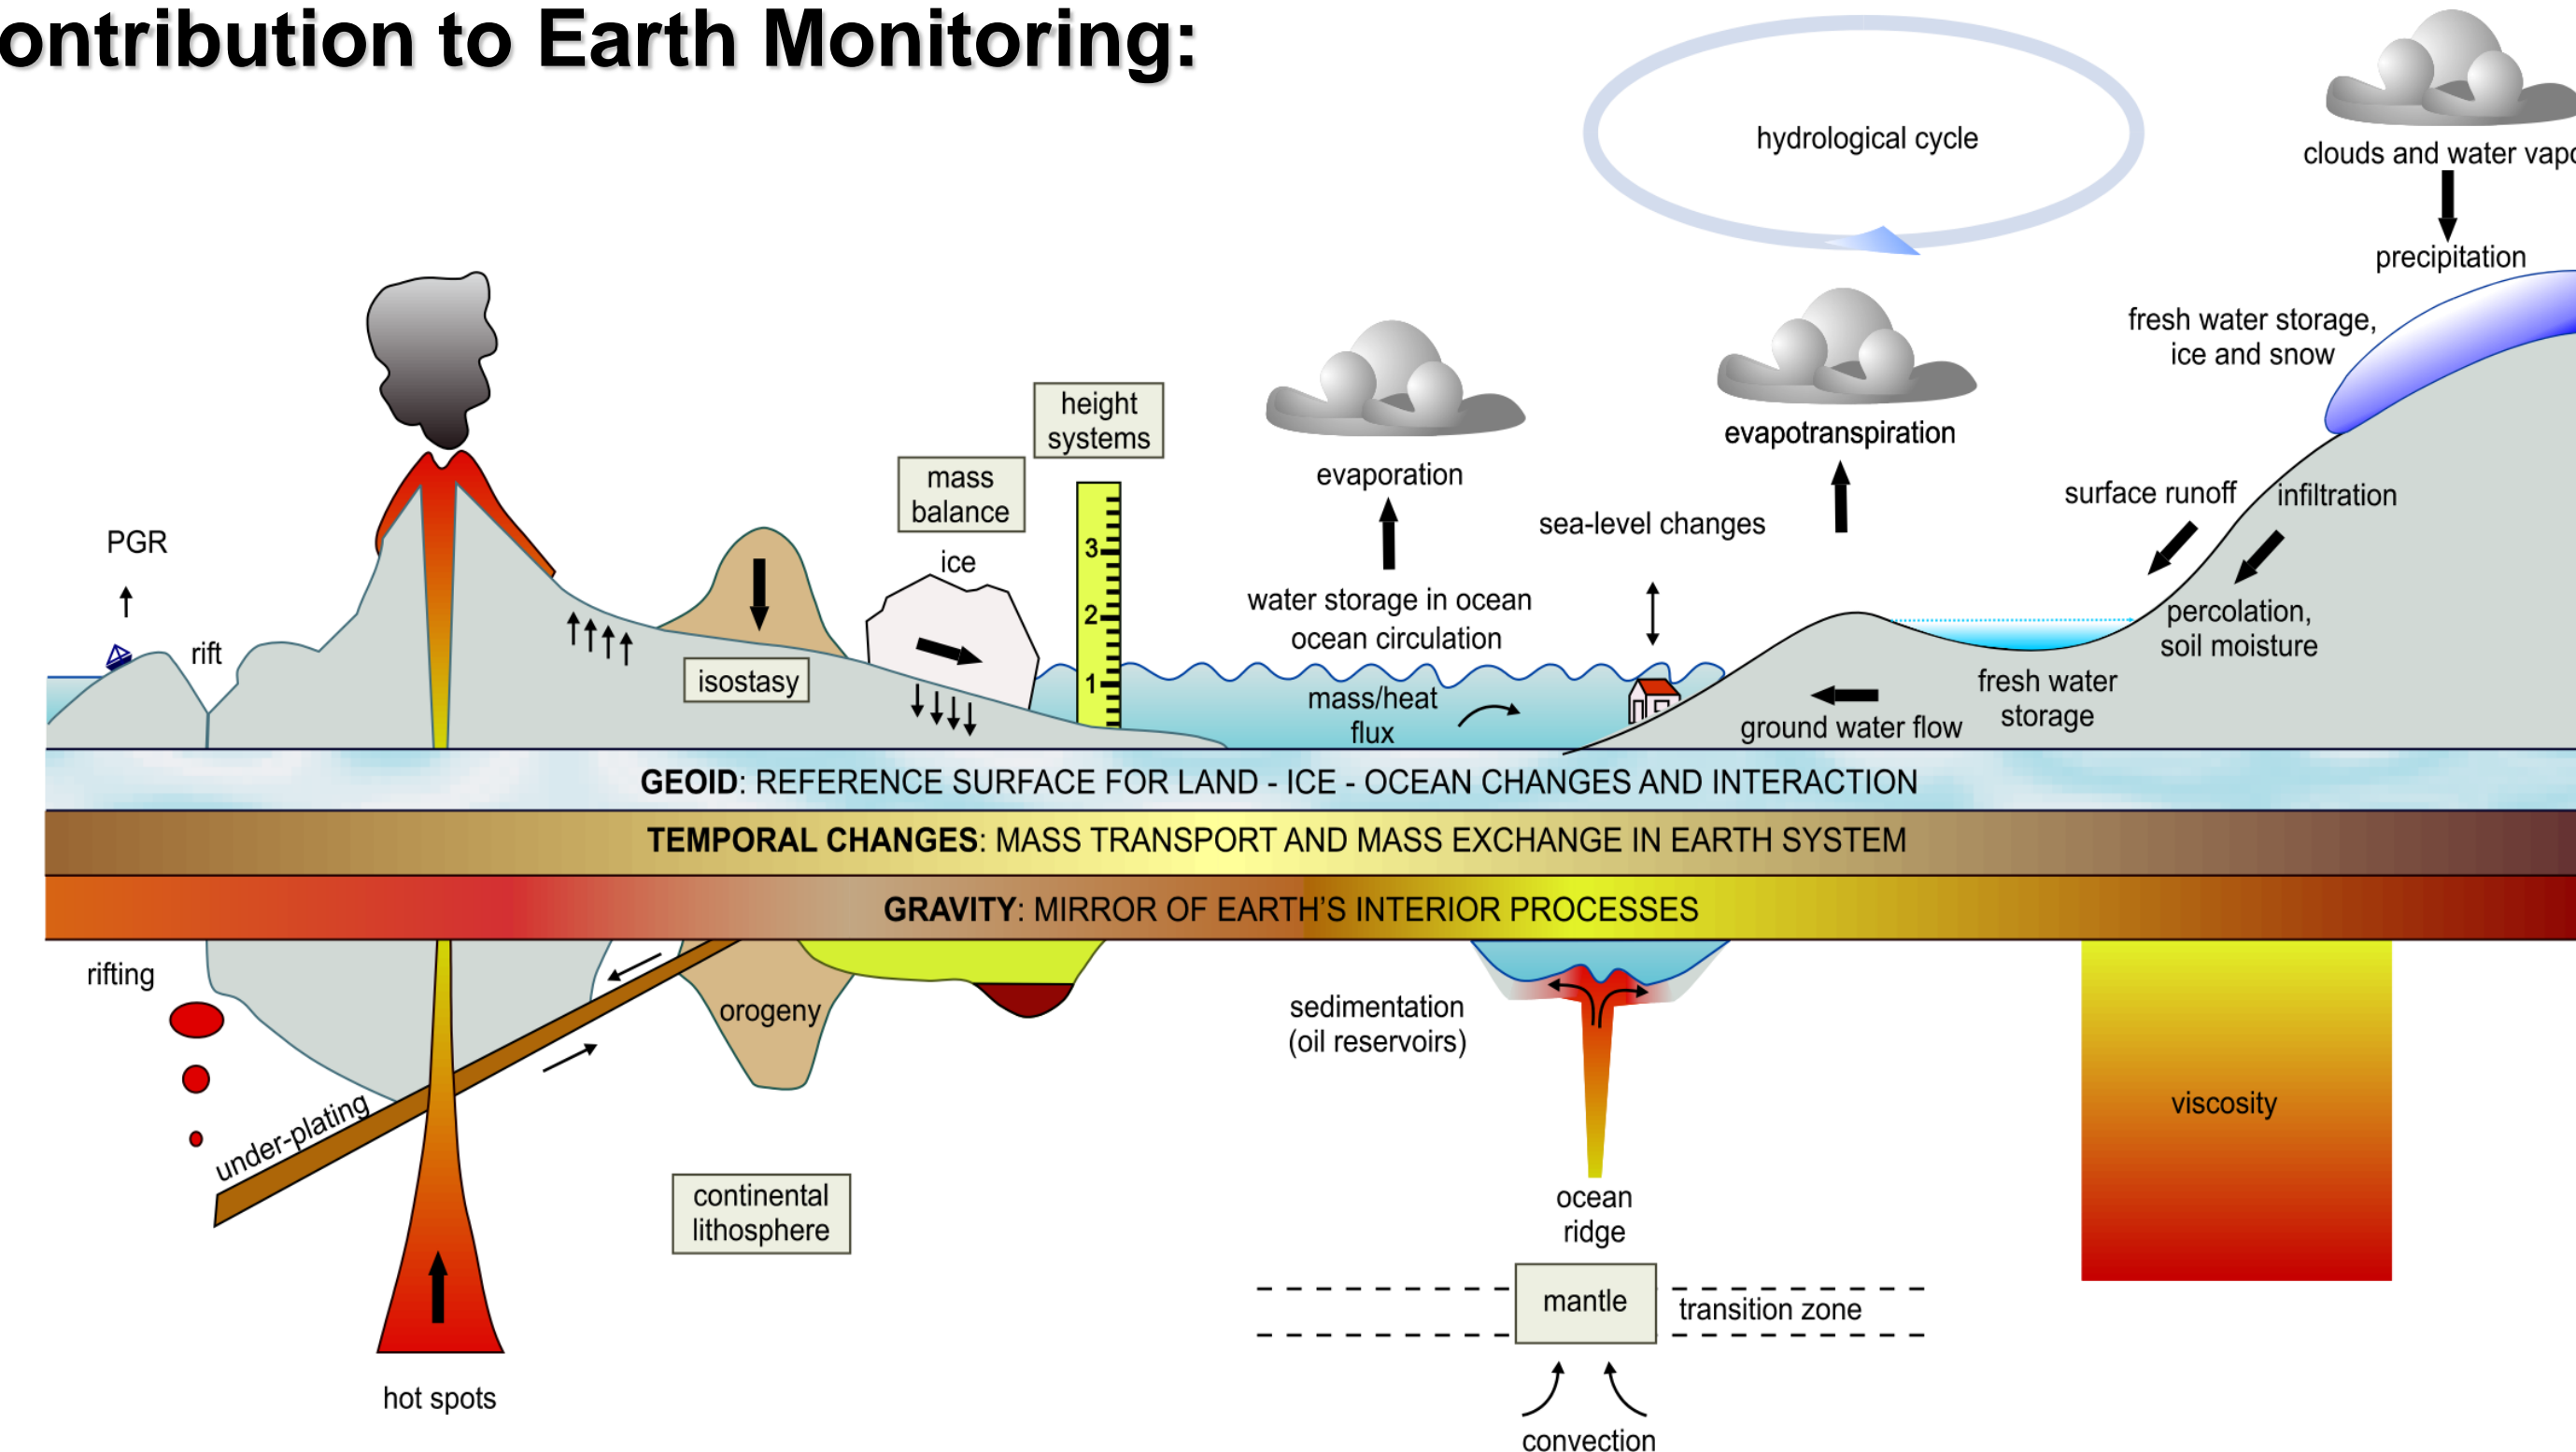 ontribution to Earth Monitoring:
hydrological cycle
clouds and water vapo
precipitation
fresh water storage,
ice and snow
height
systems
mass
balance
ice
evaporation
evapotranspiration
sea-level changes
surface runoff
infiltration
PGR
rift
isostasy
3
2
1
water storage in ocean
ocean circulation
mass/heat
flux
percolation,
soil moisture
fresh water
storage
ground water flow
GEOID: REFERENCE SURFACE FOR LAND - ICE - OCEAN CHANGES AND INTERACTION
TEMPORAL CHANGES: MASS TRANSPORT AND MASS EXCHANGE IN EARTH SYSTEM
GRAVITY: MIRROR OF EARTH'S INTERIOR PROCESSES
rifting
orogeny
sedimentation
(oil reservoirs)
under-plating
viscosity
continental
lithosphere
ocean
ridge
mantle
transition zone
hot spots
convection